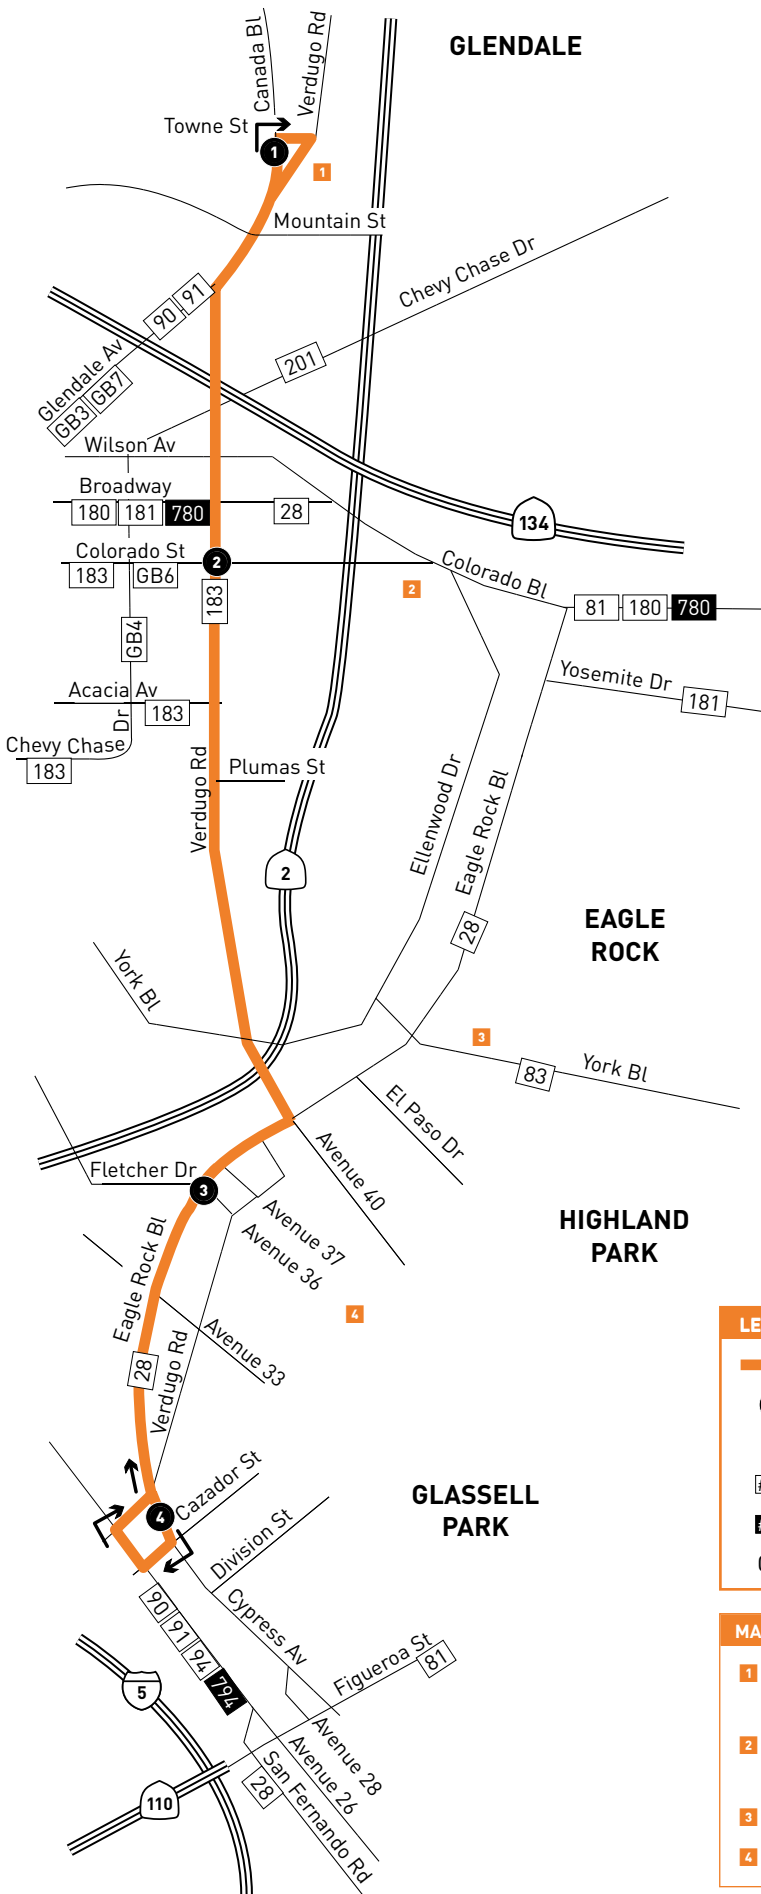 GLENDALE
Canada Bl
Verdugo Rd
Towne St
1
1
Mountain St
Chevy Chase Dr
90
91
Glendale Av
GB3
GB7
201
Wilson Av
Broadway
180
181
780
28
134
Colorado St
2
183
GB6
183
2
Colorado Bl
81
180
780
GB4
Yosemite Dr
181
Acacia Av
183
Chevy Chase Dr
183
Verdugo Rd
Plumas St
2
Ellenwood Dr
Eagle Rock Bl
28
EAGLE
ROCK
York Bl
3
83
York Bl
El Paso Dr
Avenue 40
Fletcher Dr
3
Avenue 37
Avenue 36
HIGHLAND
PARK
Eagle Rock Bl
4
Avenue 33
28
Verdugo Rd
LE
Cazador St
4
GLASSELL
PARK
Division St
Cypress Av
90
91
94
794
Figueroa St
81
5
110
Avenue 28
Avenue 26
San Fernando Rd
28
MA
1
2
3
4